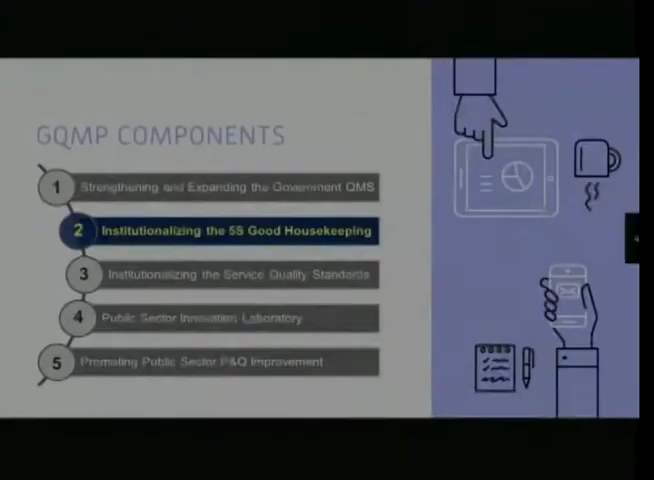 GQMP COMPONENTS
1 Strengthening and Expanding the Government QMS
2 Institutionalizing the 5S Good Housekeeping
3 Institutionalizing the Service Quality Standards
4 Public Sector Innovation Laboratory
5 Promoting Public Sector P&Q Improvement